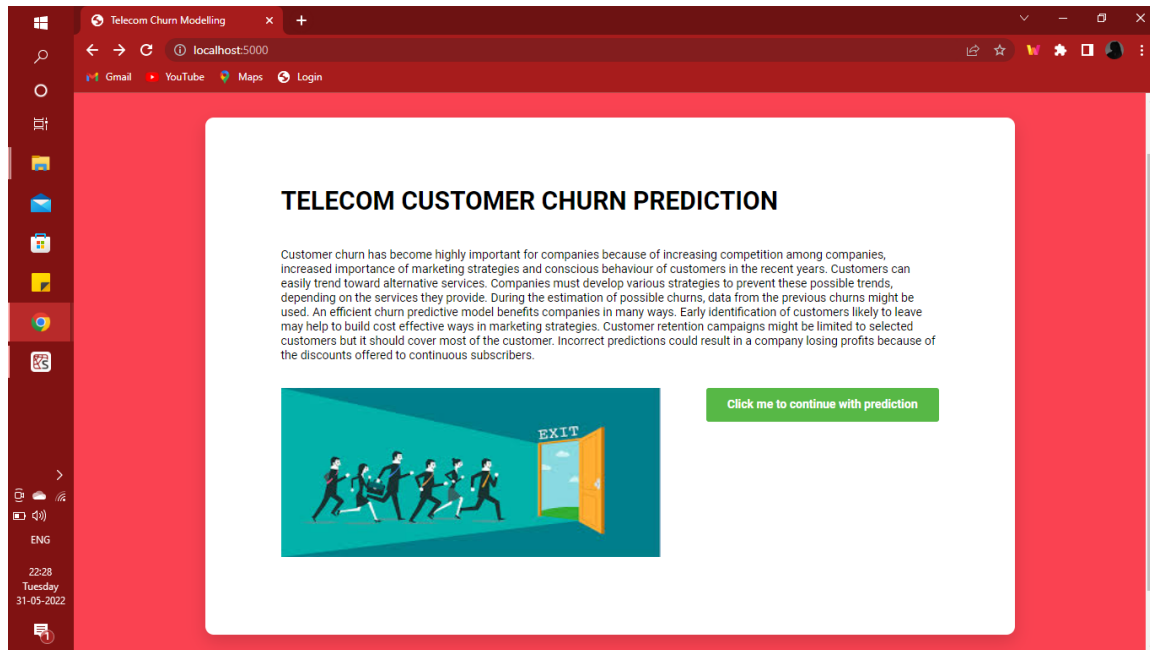 Telecom Churn Modelling
localhost:5000
Gmail YouTube Maps Login
TELECOM CUSTOMER CHURN PREDICTION
Customer churn has become highly important for companies because of increasing competition among companies,
increased importance of marketing strategies and conscious behaviour of customers in the recent years. Customers can
easily trend toward alternative services. Companies must develop various strategies to prevent these possible trends,
depending on the services they provide. During the estimation of possible churns, data from the previous churns might be
used. An efficient churn predictive model benefits companies in many ways. Early identification of customers likely to leave
may help to build cost effective ways in marketing strategies. Customer retention campaigns might be limited to selected
customers but it should cover most of the customer. Incorrect predictions could result in a company losing profits because of
the discounts offered to continuous subscribers.
Click me to continue with prediction
EXIT
ENG
22:28
Tuesday
31-05-2022
1